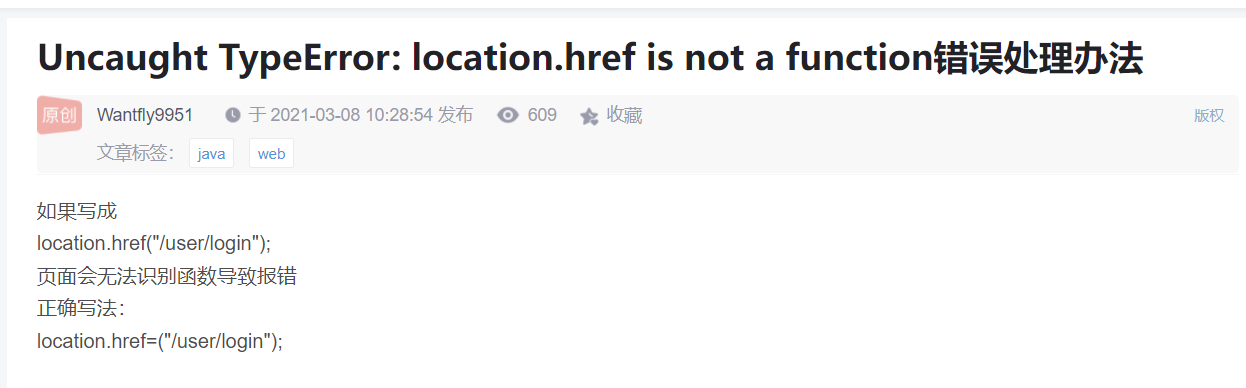 Uncaught TypeError: location.href is not a function错误处理办法
原创 Wantfly9951 于 2021-03-08 10:28:54 发布 609 收藏 版权
文章标签： java web
如果写成
location.href("/user/login");
页面会无法识别函数导致报错
正确写法：
location.href=("/user/login");